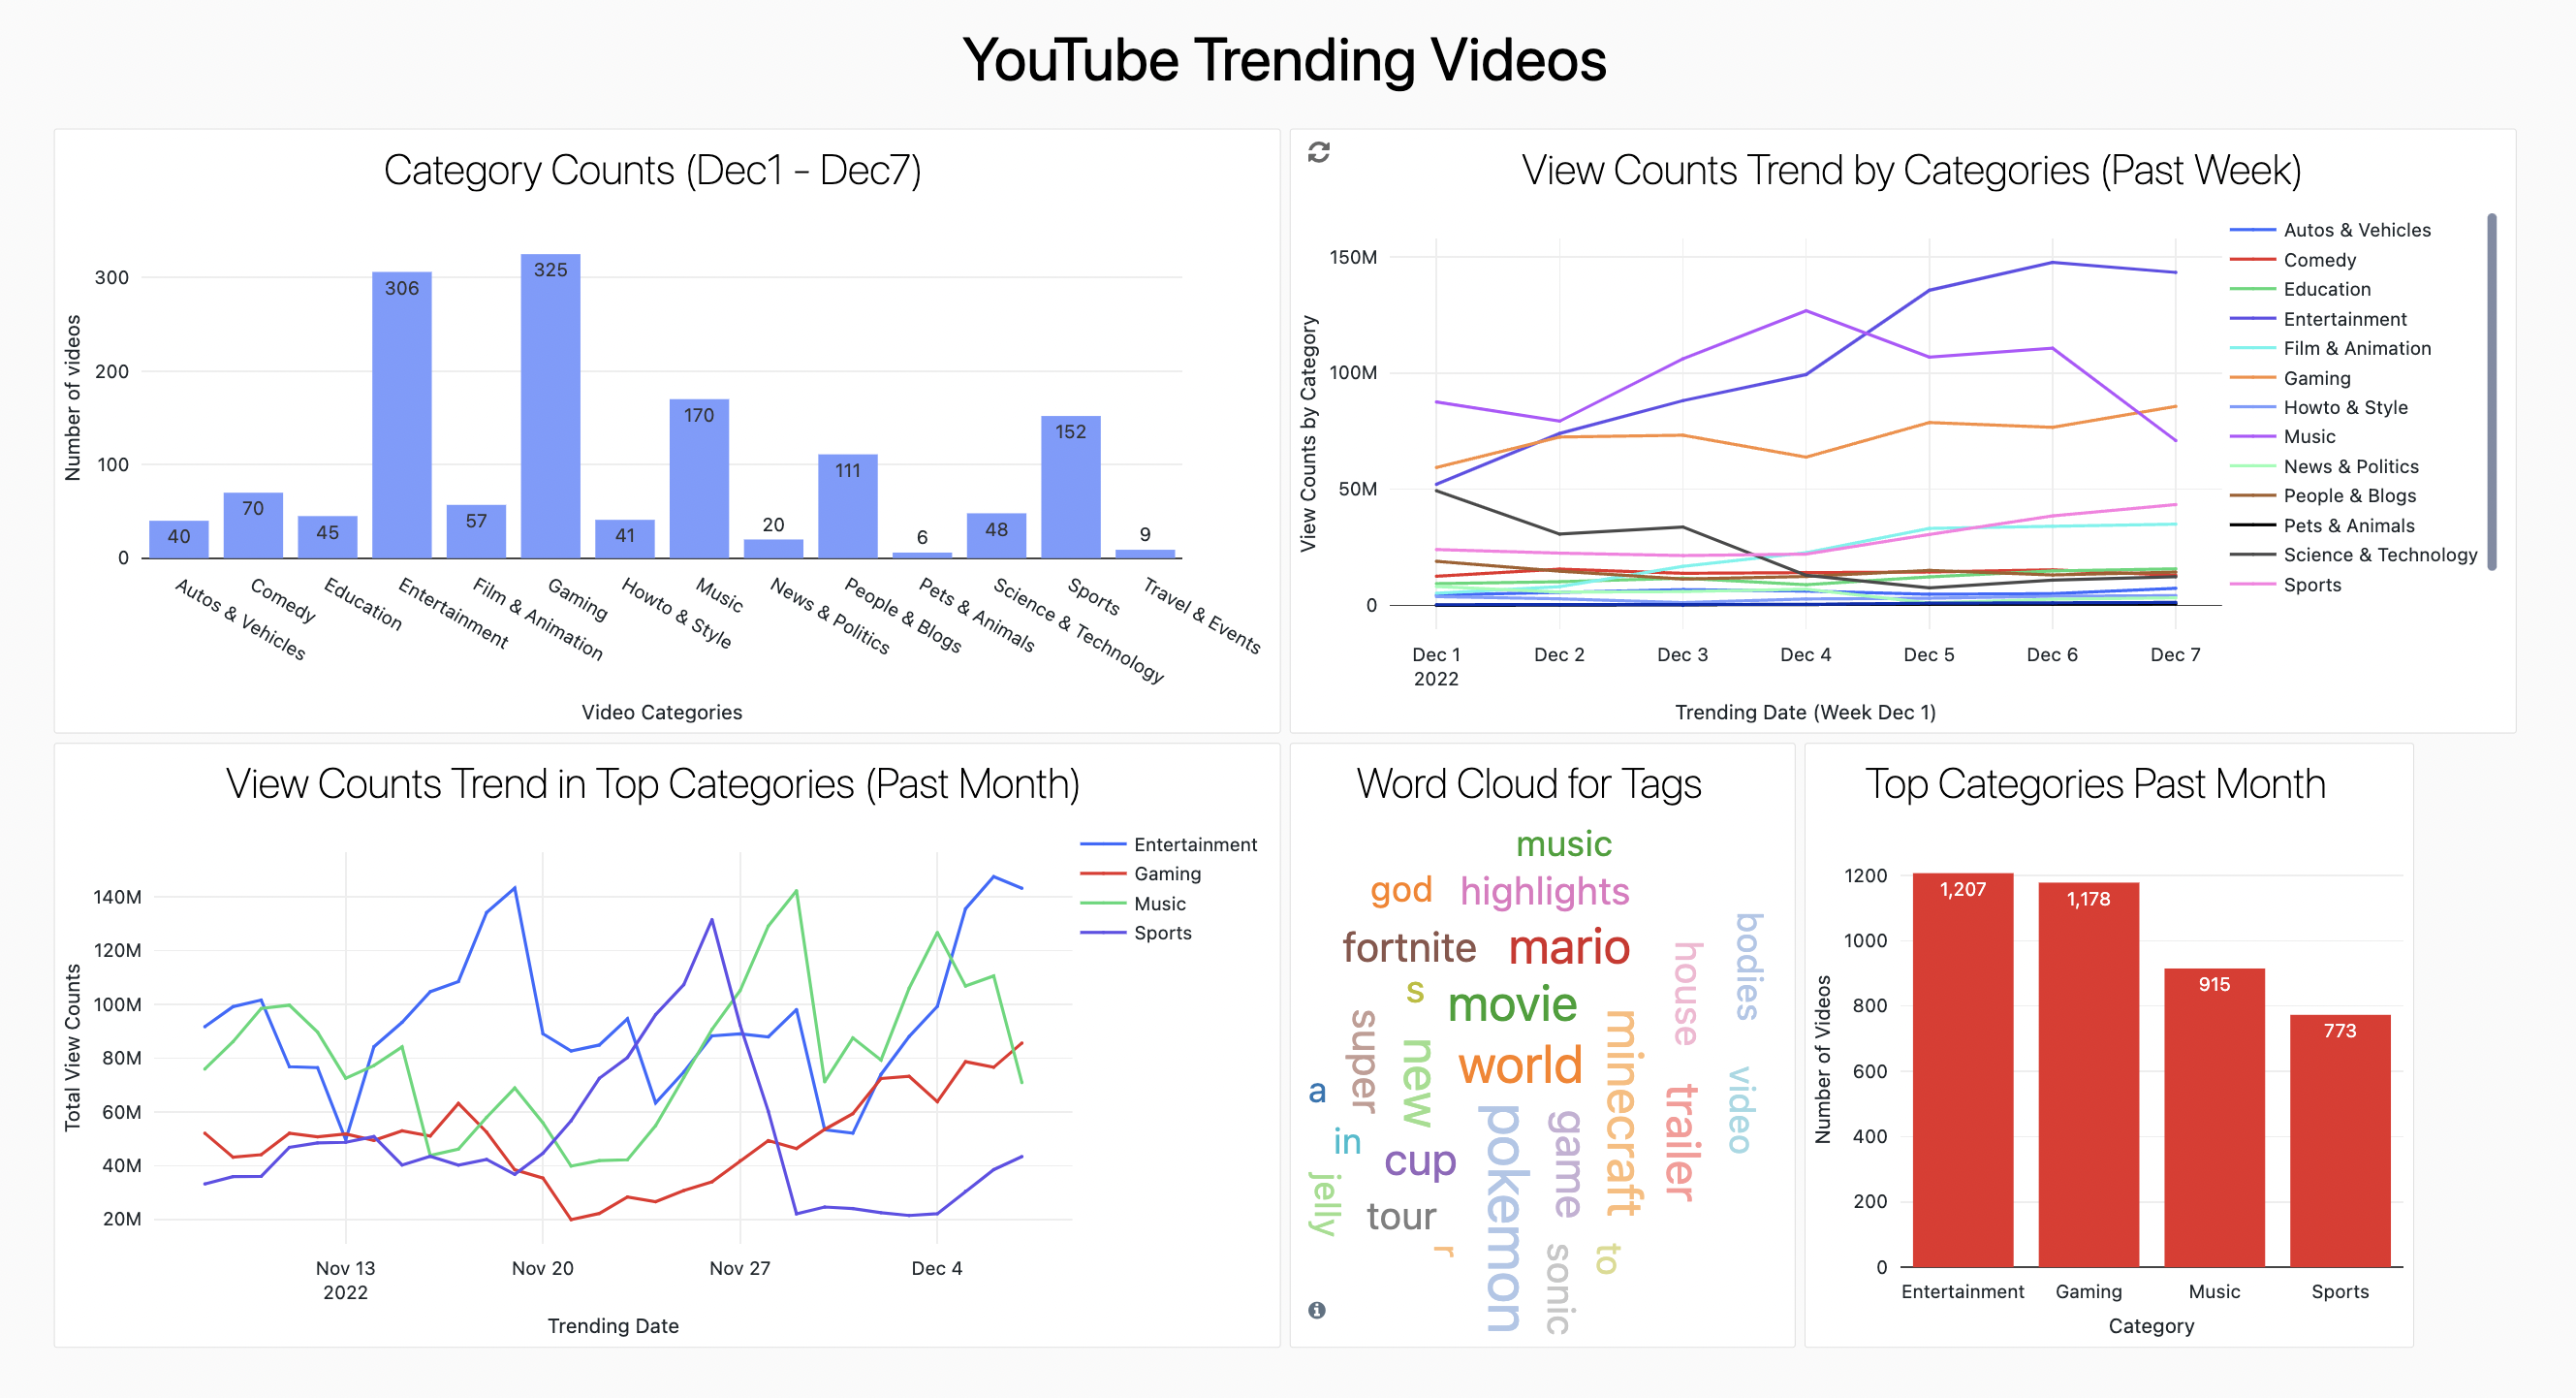 YouTube Trending Videos
Category Counts (Dec1 - Dec7)
Number of videos
300
200
100
0
40
70
45
306
57
325
41
170
20
111
6
48
152
9
Autos & Vehicles
Comedy
Education
Entertainment
Film & Animation
Gaming
Howto & Style
Music
News & Politics
People & Blogs
Pets & Animals
Science & Technology
Sports
Travel & Events
Video Categories
View Counts Trend by Categories (Past Week)
View Counts by Category
150M
100M
50M
0
Dec 1
2022
Dec 2
Dec 3
Dec 4
Dec 5
Dec 6
Dec 7
Trending Date (Week Dec 1)
Autos & Vehicles
Comedy
Education
Entertainment
Film & Animation
Gaming
Howto & Style
Music
News & Politics
People & Blogs
Pets & Animals
Science & Technology
Sports
View Counts Trend in Top Categories (Past Month)
Total View Counts
140M
120M
100M
80M
60M
40M
20M
Nov 13
2022
Nov 20
Nov 27
Dec 4
Trending Date
Entertainment
Gaming
Music
Sports
Word Cloud for Tags
music
god
highlights
bodies
fortnite
mario
house
s
movie
super
new
world
minecraft
video
a
trailer
in
cup
pokemon
game
jelly
tour
r
sonic
to
Top Categories Past Month
Number of Videos
1200
1000
800
600
400
200
0
1,207
1,178
915
773
Entertainment
Gaming
Music
Sports
Category